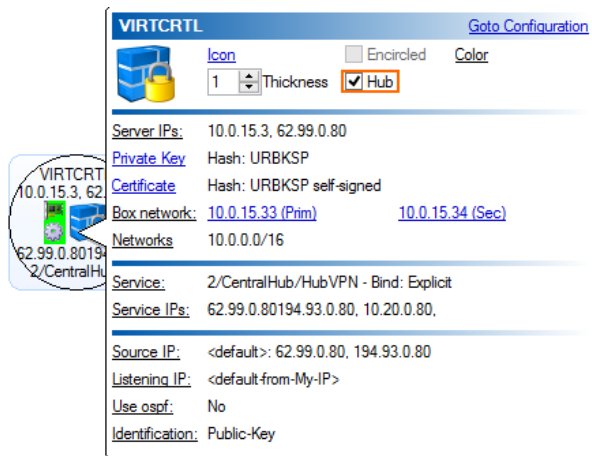 VIRTCRTL Goto Configuration
Icon Encircled Color
1 Thickness Hub
Server IPs: 10.0.15.3, 62.99.0.80
Private Key Hash: URBKSP
Certificate Hash: URBKSP self-signed
Box network: 10.0.15.33 (Prim) 10.0.15.34 (Sec)
Networks 10.0.0.0/16
Service: 2/CentralHub/HubVPN - Bind: Explicit
Service IPs: 62.99.0.80194.93.0.80, 10.20.0.80,
Source IP: <default>: 62.99.0.80, 194.93.0.80
Listening IP: <default-from-My-IP>
Use ospf: No
Identification: Public-Key
VIRTCRT
10.0.15.3, 62.
62.99.0.8019
2/CentralHu